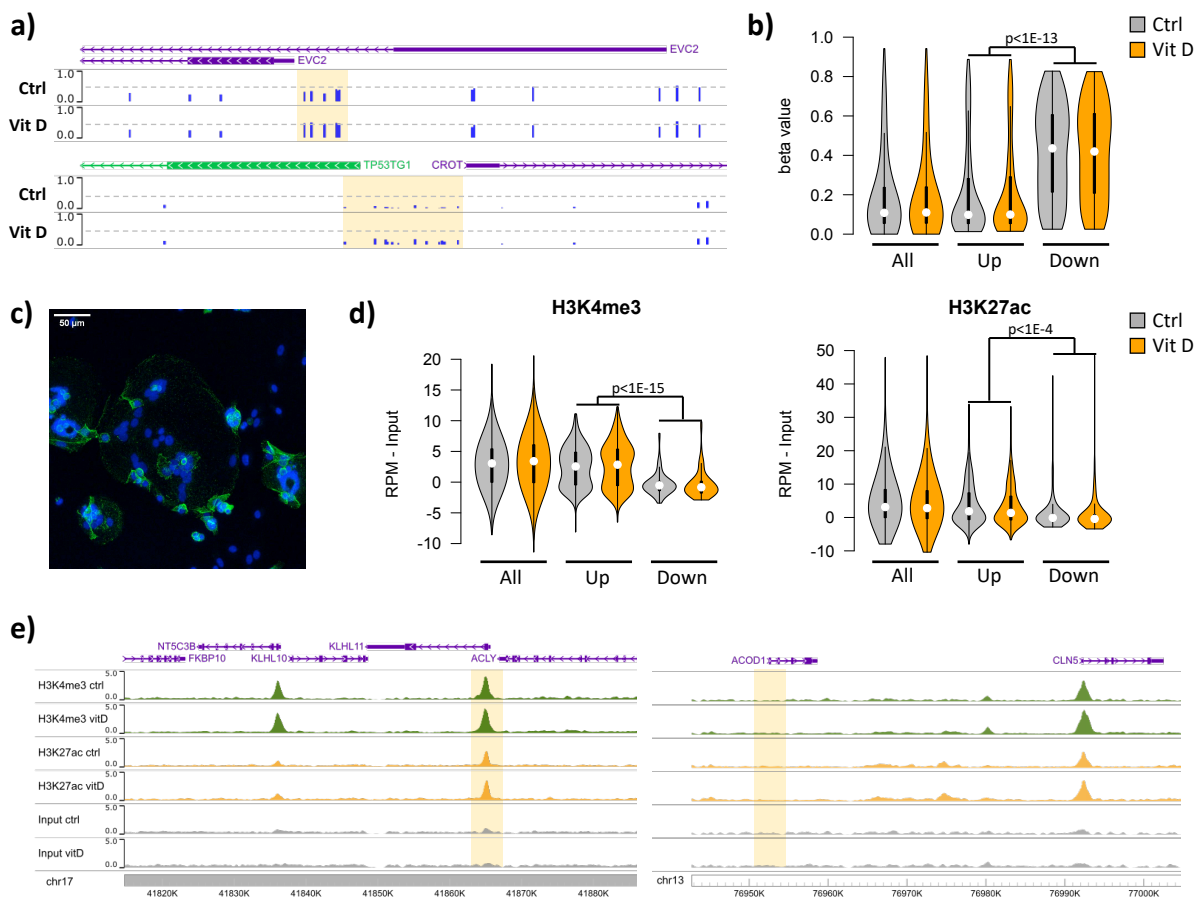 a)
EVC2
EVC2
1.0
Ctrl
0.0
1.0
Vit D
0.0
TP53TG1
CROT
1.0
Ctrl
0.0
1.0
Vit D
0.0
b)
Ctrl
Vit D
p<1E-13
beta value
1.0
0.8
0.6
0.4
0.2
0.0
All
Up
Down
c)
50 µm
d)
H3K4me3
p<1E-15
RPM - Input
20
15
10
5
0
-5
-10
All
Up
Down
H3K27ac
Ctrl
Vit D
p<1E-4
RPM - Input
50
40
30
20
10
0
-10
All
Up
Down
e)
NT5C3B
KLHL11
FKBP10
KLHL10
ACLY
ACOD1
CLN5
5.0
H3K4me3 ctrl
0.0
5.0
H3K4me3 vitD
0.0
5.0
H3K27ac ctrl
0.0
5.0
H3K27ac vitD
0.0
5.0
Input ctrl
0.0
5.0
Input vitD
0.0
chr17
41820K 41830K 41840K 41850K 41860K 41870K 41880K
chr13
76950K 76960K 76970K 76980K 76990K 77000K